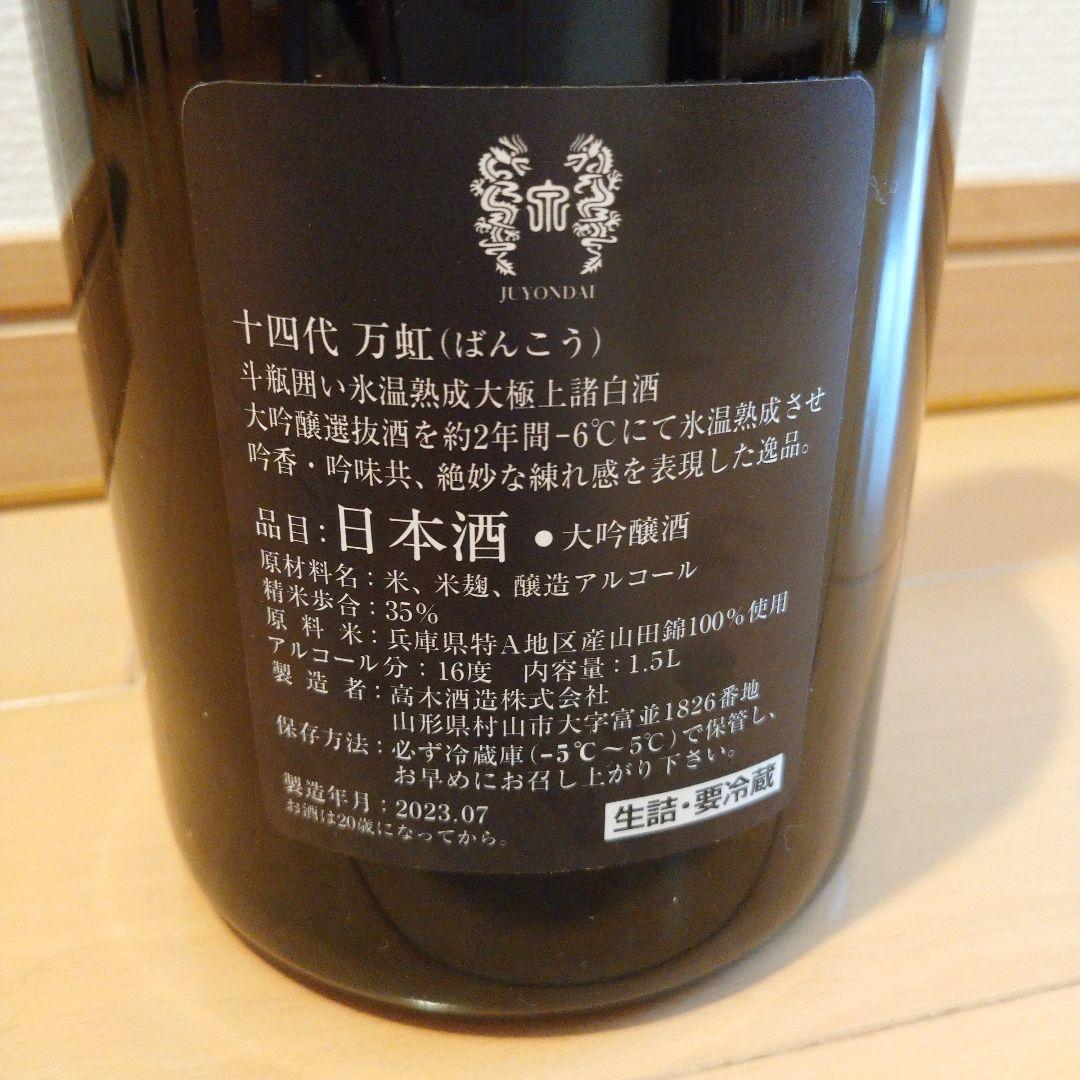 JUYONDAI
十四代 万虹(ばんこう)
斗瓶囲い氷温熟成大極上諸白酒
大吟醸選抜酒を約2年間-6℃にて氷温熟成させ
吟香・吟味共、絶妙な練れ感を表現した逸品。
品目:日本酒 ・大吟醸酒
原材料名:米、米麹、醸造アルコール
精米歩合:35%
原料米:兵庫県特A地区産山田錦100%使用
アルコール分:16度 内容量:1.5L
製造者:高木酒造株式会社
山形県村山市大字富並1826番地
保存方法:必ず冷蔵庫(-5℃～5℃)で保管し、
お早めにお召し上がり下さい。
製造年月:2023.07
お酒は20歳になってから。
生詰・要冷蔵